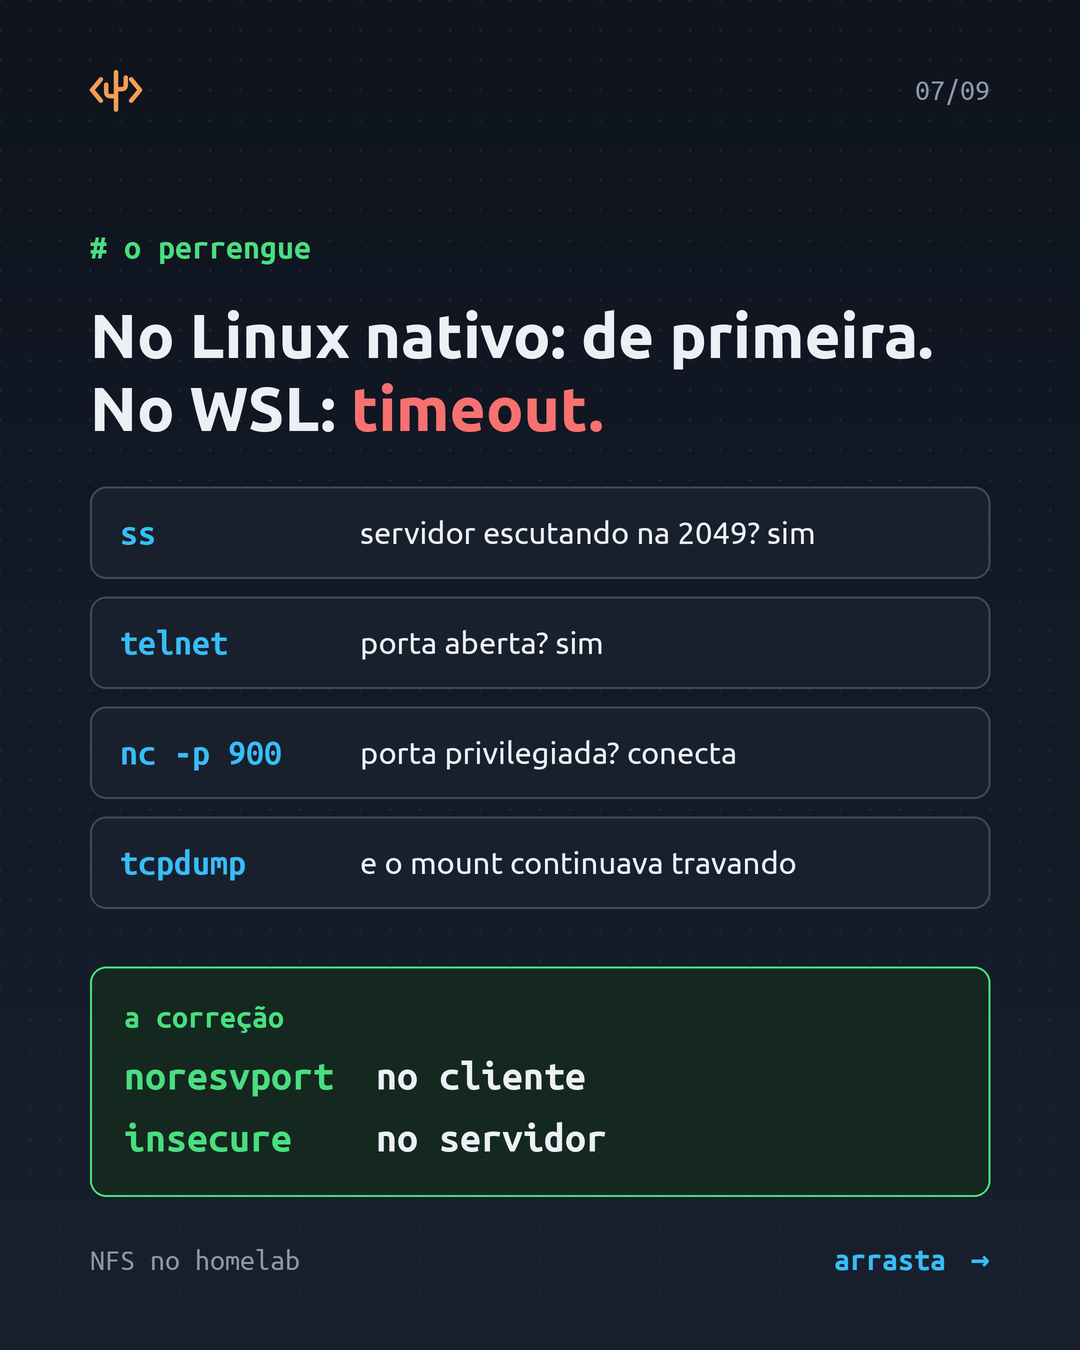 07/09
# o perrengue
No Linux nativo: de primeira.
No WSL: timeout.
ss servidor escutando na 2049? sim
telnet porta aberta? sim
nc -p 900 porta privilegiada? conecta
tcpdump e o mount continuava travando
a correção
noresvport no cliente
insecure no servidor
NFS no homelab
arrasta →